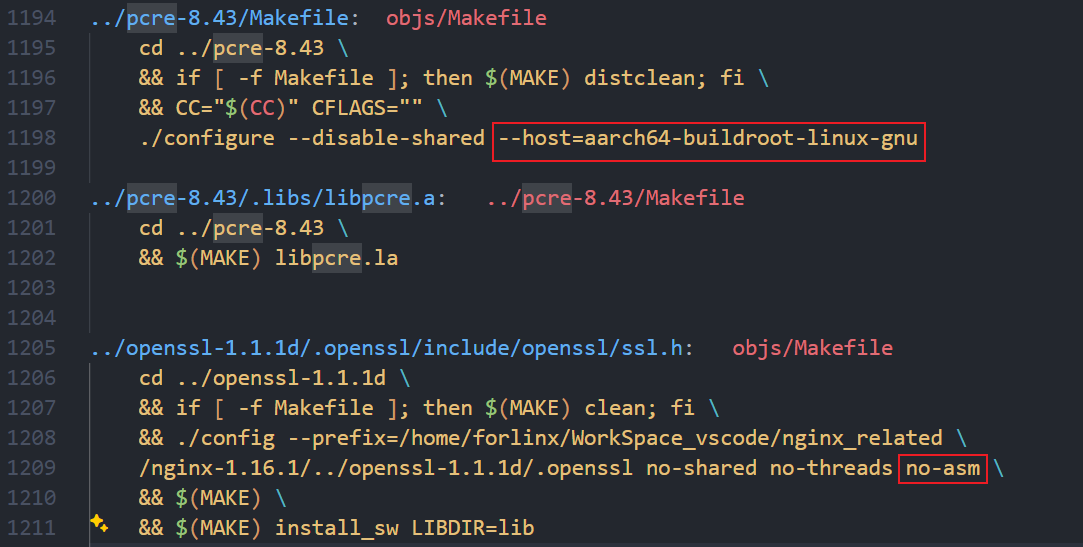 1194 ../pcre-8.43/Makefile: objs/Makefile
1195 cd ../pcre-8.43 \
1196 && if [ -f Makefile ]; then $(MAKE) distclean; fi \
1197 && CC="$(CC)" CFLAGS="" \
1198 ./configure --disable-shared --host=aarch64-buildroot-linux-gnu
1199
1200 ../pcre-8.43/.libs/libpcre.a: ../pcre-8.43/Makefile
1201 cd ../pcre-8.43 \
1202 && $(MAKE) libpcre.la
1203
1204
1205 ../openssl-1.1.1d/.openssl/include/openssl/ssl.h: objs/Makefile
1206 cd ../openssl-1.1.1d \
1207 && if [ -f Makefile ]; then $(MAKE) clean; fi \
1208 && ./config --prefix=/home/forlinx/WorkSpace_vscode/nginx_related \
1209 /nginx-1.16.1/../openssl-1.1.1d/.openssl no-shared no-threads no-asm \
1210 && $(MAKE) \
1211 && $(MAKE) install_sw LIBDIR=lib